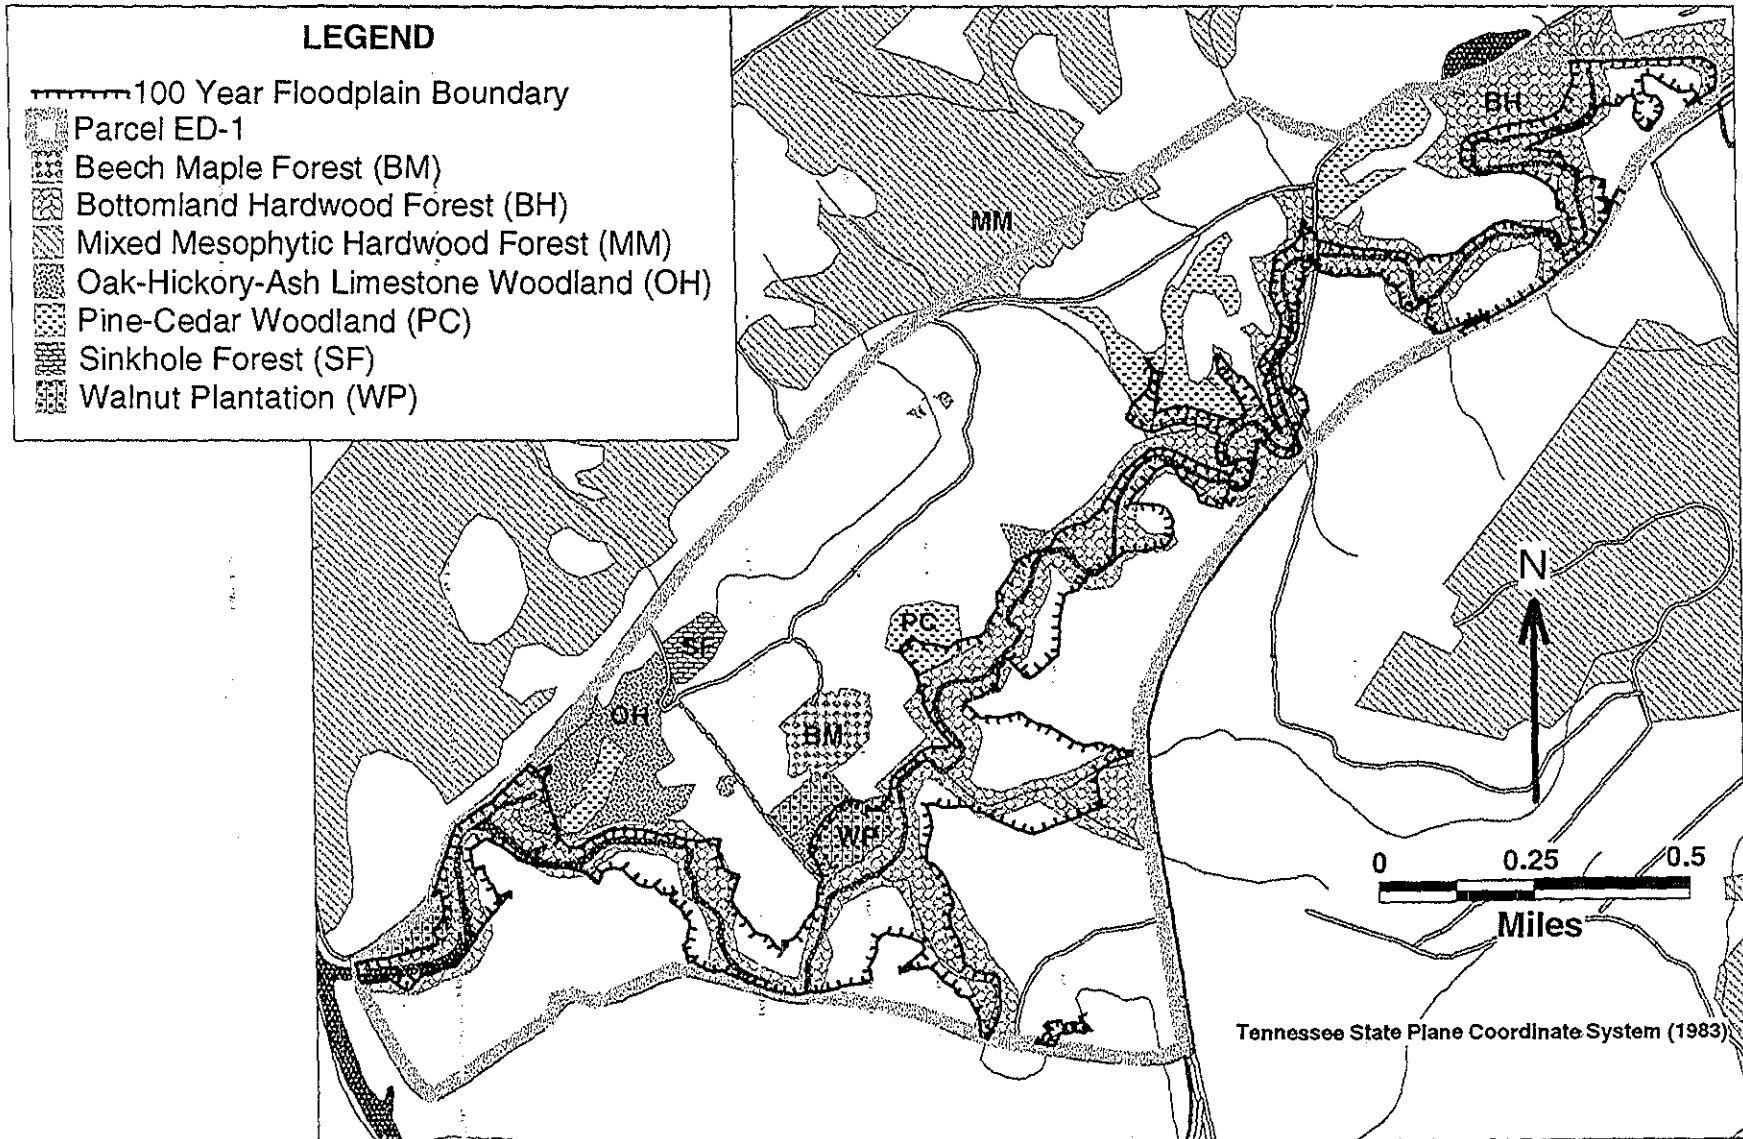 LEGEND
100 Year Floodplain Boundary
Parcel ED-1
Beech Maple Forest (BM)
Bottomland Hardwood Forest (BH)
Mixed Mesophytic Hardwood Forest (MM)
Oak-Hickory-Ash Limestone Woodland (OH)
Pine-Cedar Woodland (PC)
Sinkhole Forest (SF)
Walnut Plantation (WP)
BH
MM
N
PC
SF
OH
BM
WP
0 0.25 0.5
Miles
Tennessee State Plane Coordinate System (1983)